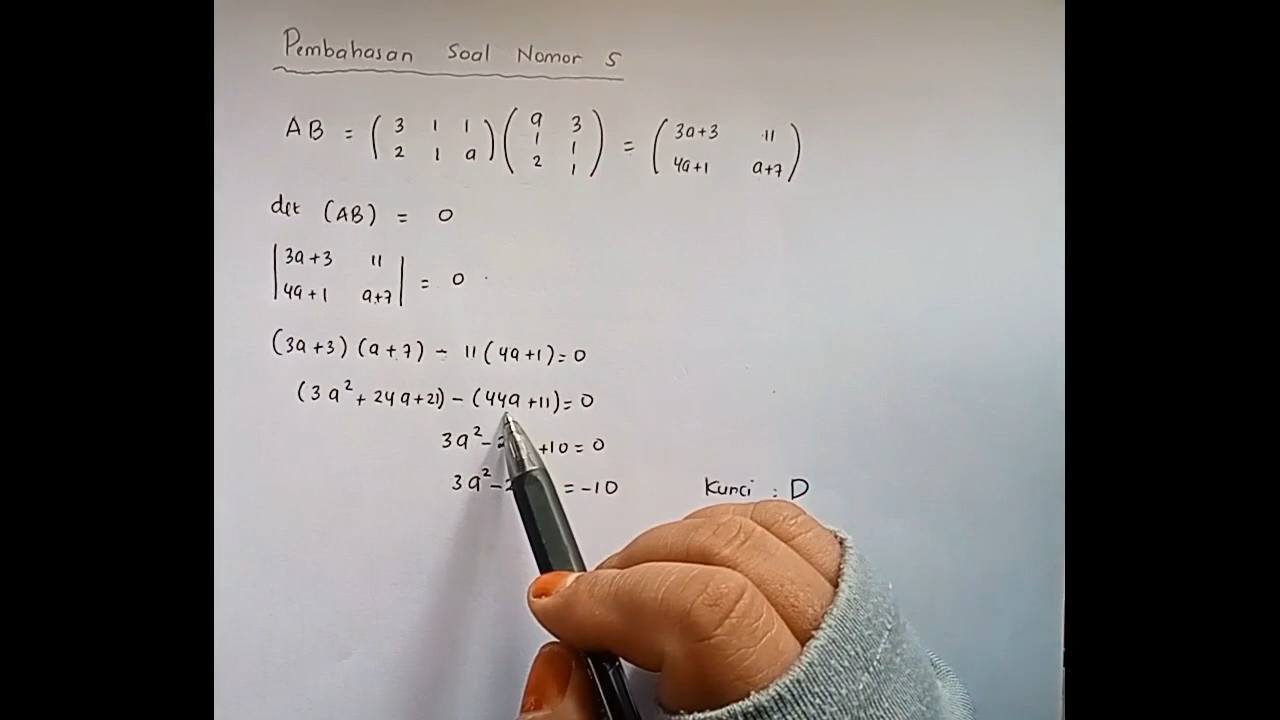 Pembahasan Soal Nomor 5
AB = ( 3 1 1 ; 2 1 a ) ( a 3 ; 1 1 ; 2 1 ) = ( 3a+3 11 ; 4a+1 a+7 )
det (AB) = 0
| 3a+3 11 ; 4a+1 a+7 | = 0
(3a+3) (a+7) - 11 (4a+1) = 0
(3a² + 24a + 21) - (44a + 11) = 0
3a² - 2 +10 = 0
3a² - 2 = -10
Kunci : D